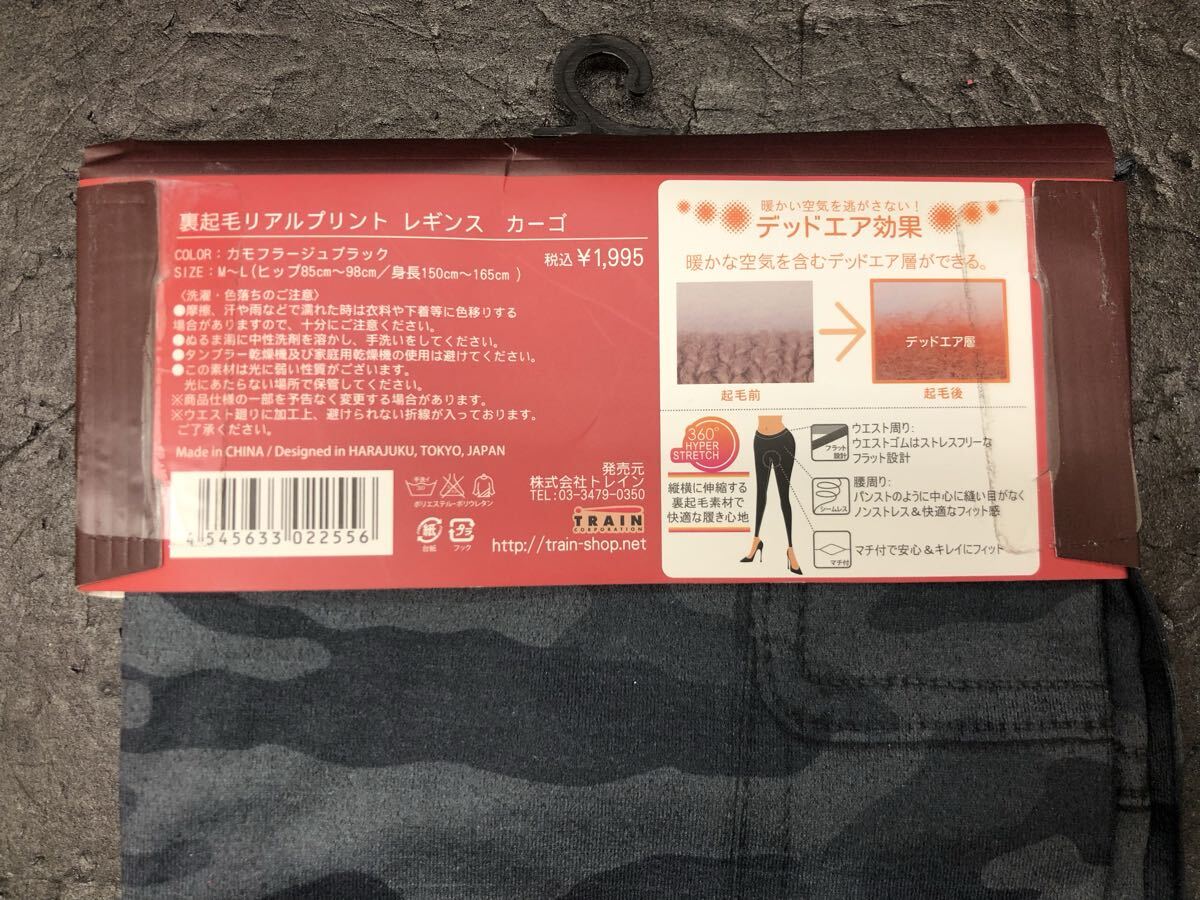 裏起毛リアルプリント レギンス カーゴ
COLOR：カモフラージュブラック
SIZE：M～L（ヒップ85cm～98cm／身長150cm～165cm ）
税込 ¥1,995
〈洗濯・色落ちのご注意〉
●摩擦、汗や雨などで濡れた時は衣料や下着等に色移りする
場合がありますので、十分にご注意ください。
●ぬるま湯に中性洗剤を溶かし、手洗いをしてください。
●タンブラー乾燥機及び家庭用乾燥機の使用は避けてください。
●この素材は光に弱い性質がございます。
光にあたらない場所で保管してください。
※商品仕様の一部を予告なく変更する場合があります。
※ウエスト廻りに加工上、避けられない折線が入っております。
ご了承ください。
Made in CHINA / Designed in HARAJUKU, TOKYO, JAPAN
4 545633 022556
手洗イ
ポリエステル・ポリウレタン
紙
台紙
プラ
フック
発売元
株式会社トレイン
TEL：03-3479-0350
TRAIN
CORPORATION
http://train-shop.net
暖かい空気を逃がさない！
デッドエア効果
暖かな空気を含むデッドエア層ができる。
デッドエア層
起毛前
起毛後
360°
HYPER
STRETCH
縦横に伸縮する
裏起毛素材で
快適な履き心地
フラット
設計
ウエスト周り：
ウエストゴムはストレスフリーな
フラット設計
シームレス
腰周り：
パンストのように中心に縫い目がなく
ノンストレス＆快適なフィット感
マチ付
マチ付で安心＆キレイにフィット